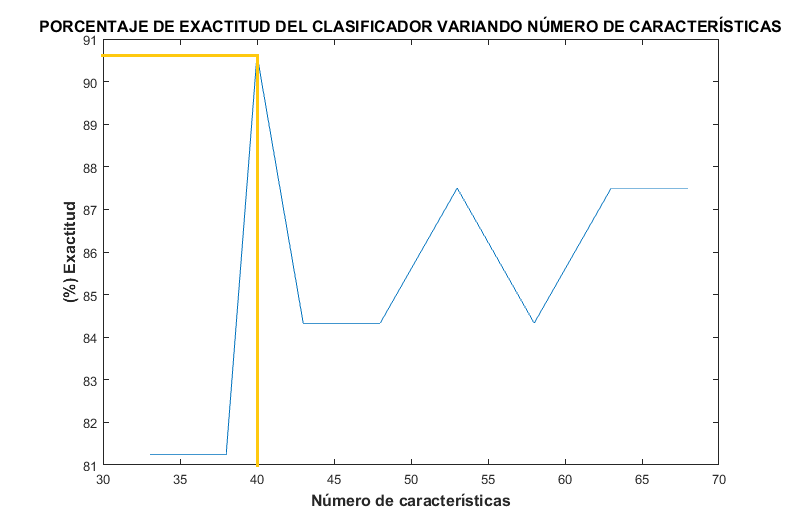 PORCENTAJE DE EXACTITUD DEL CLASIFICADOR VARIANDO NÚMERO DE CARACTERÍSTICAS
91
90
89
88
87
86
85
84
83
82
81
(%) Exactitud
30 35 40 45 50 55 60 65 70
Número de características